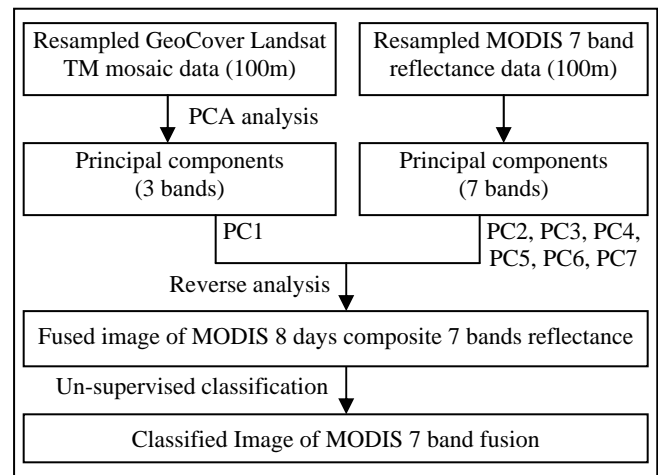 Resampled GeoCover Landsat
TM mosaic data (100m)
Resampled MODIS 7 band
reflectance data (100m)
PCA analysis
Principal components
(3 bands)
Principal components
(7 bands)
PC1
PC2, PC3, PC4,
PC5, PC6, PC7
Reverse analysis
Fused image of MODIS 8 days composite 7 bands reflectance
Un-supervised classification
Classified Image of MODIS 7 band fusion